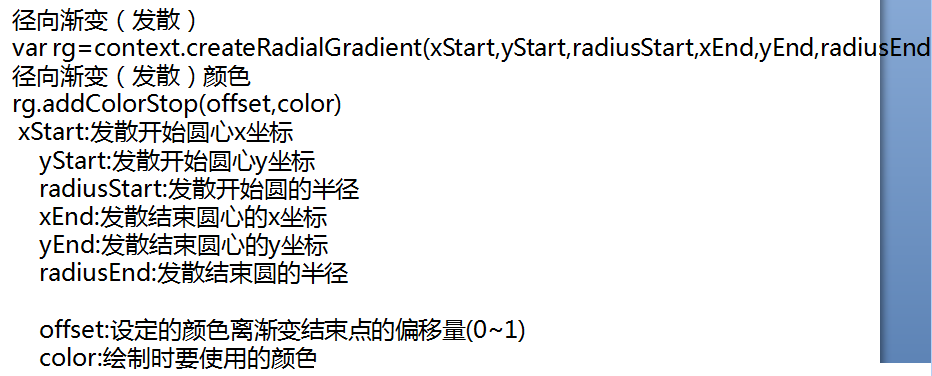 径向渐变（发散）
var rg=context.createRadialGradient(xStart,yStart,radiusStart,xEnd,yEnd,radiusEnd
径向渐变（发散）颜色
rg.addColorStop(offset,color)
xStart:发散开始圆心x坐标
yStart:发散开始圆心y坐标
radiusStart:发散开始圆的半径
xEnd:发散结束圆心的x坐标
yEnd:发散结束圆心的y坐标
radiusEnd:发散结束圆的半径
offset:设定的颜色离渐变结束点的偏移量(0~1)
color:绘制时要使用的颜色